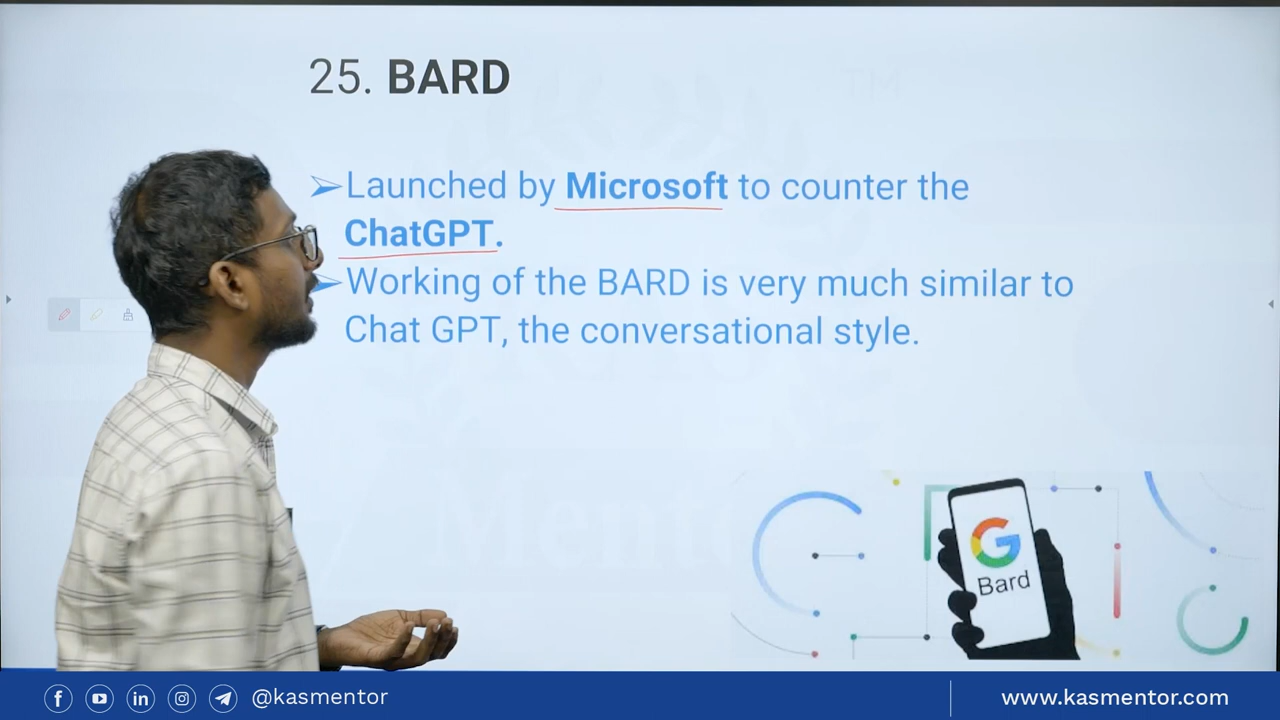 25. BARD
➢Launched by Microsoft to counter the
ChatGPT.
➢Working of the BARD is very much similar to
Chat GPT, the conversational style.
G
Bard
@kasmentor
www.kasmentor.com